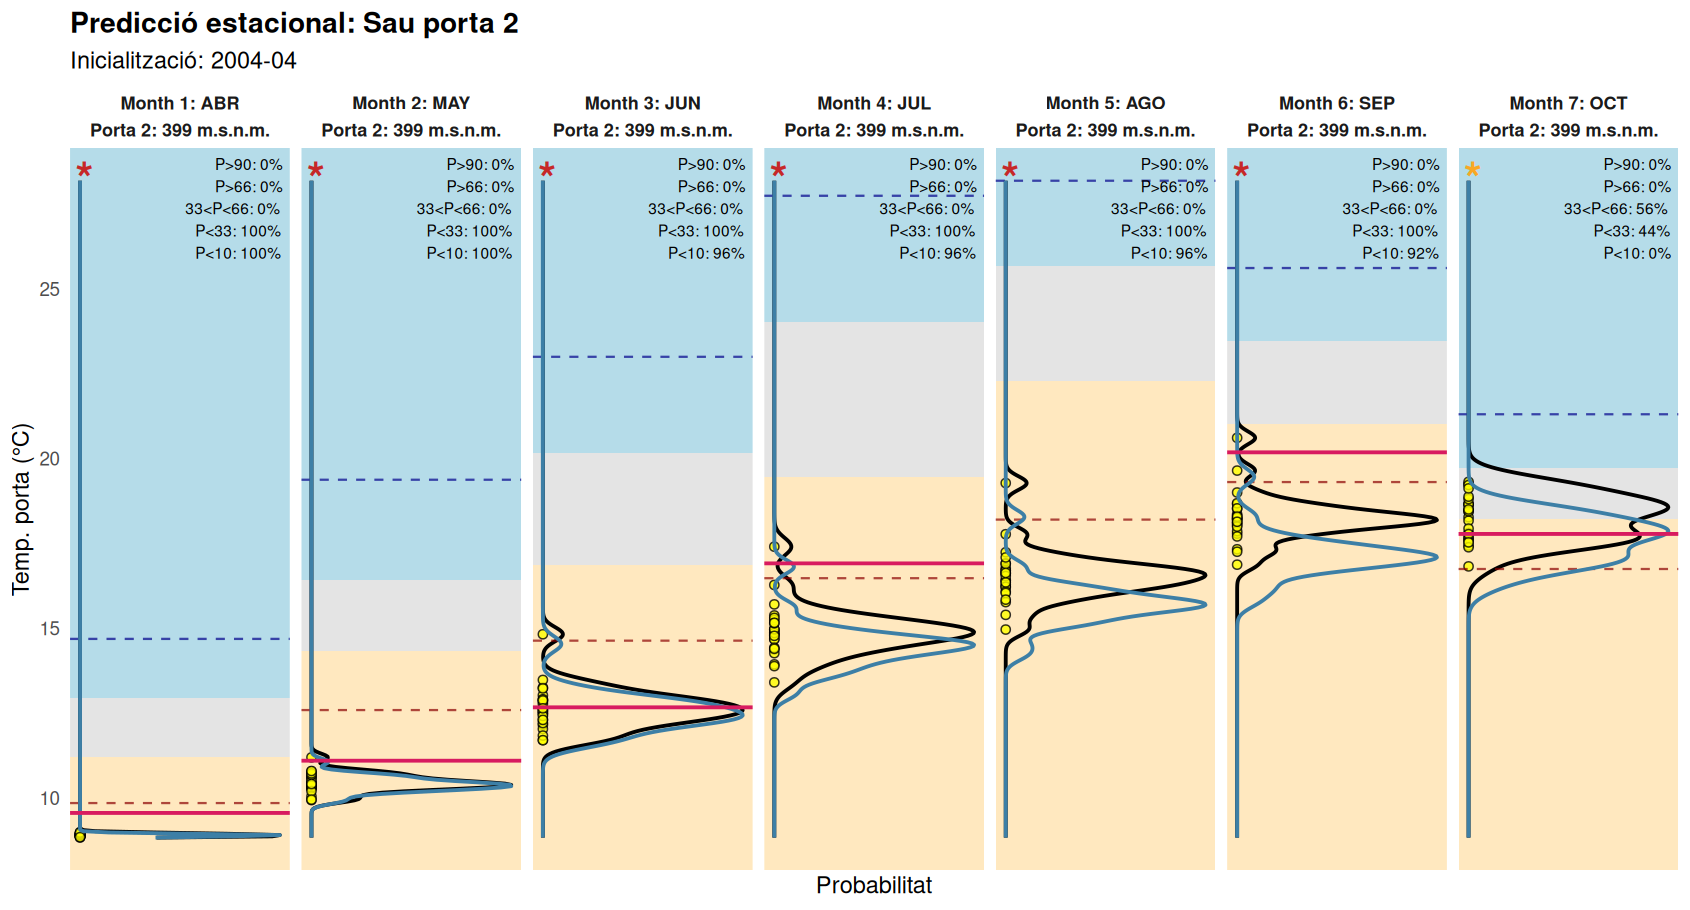 Predicció estacional: Sau porta 2
Inicialització: 2004-04
Month 1: ABR
Porta 2: 399 m.s.n.m.
Month 2: MAY
Porta 2: 399 m.s.n.m.
Month 3: JUN
Porta 2: 399 m.s.n.m.
Month 4: JUL
Porta 2: 399 m.s.n.m.
Month 5: AGO
Porta 2: 399 m.s.n.m.
Month 6: SEP
Porta 2: 399 m.s.n.m.
Month 7: OCT
Porta 2: 399 m.s.n.m.
*
P>90: 0%
P>66: 0%
33<P<66: 0%
P<33: 100%
P<10: 100%
*
P>90: 0%
P>66: 0%
33<P<66: 0%
P<33: 100%
P<10: 100%
*
P>90: 0%
P>66: 0%
33<P<66: 0%
P<33: 100%
P<10: 96%
*
P>90: 0%
P>66: 0%
33<P<66: 0%
P<33: 100%
P<10: 96%
*
P>90: 0%
P>66: 0%
33<P<66: 0%
P<33: 100%
P<10: 96%
*
P>90: 0%
P>66: 0%
33<P<66: 0%
P<33: 100%
P<10: 92%
*
P>90: 0%
P>66: 0%
33<P<66: 56%
P<33: 44%
P<10: 0%
Temp. porta (°C)
25
20
15
10
Probabilitat